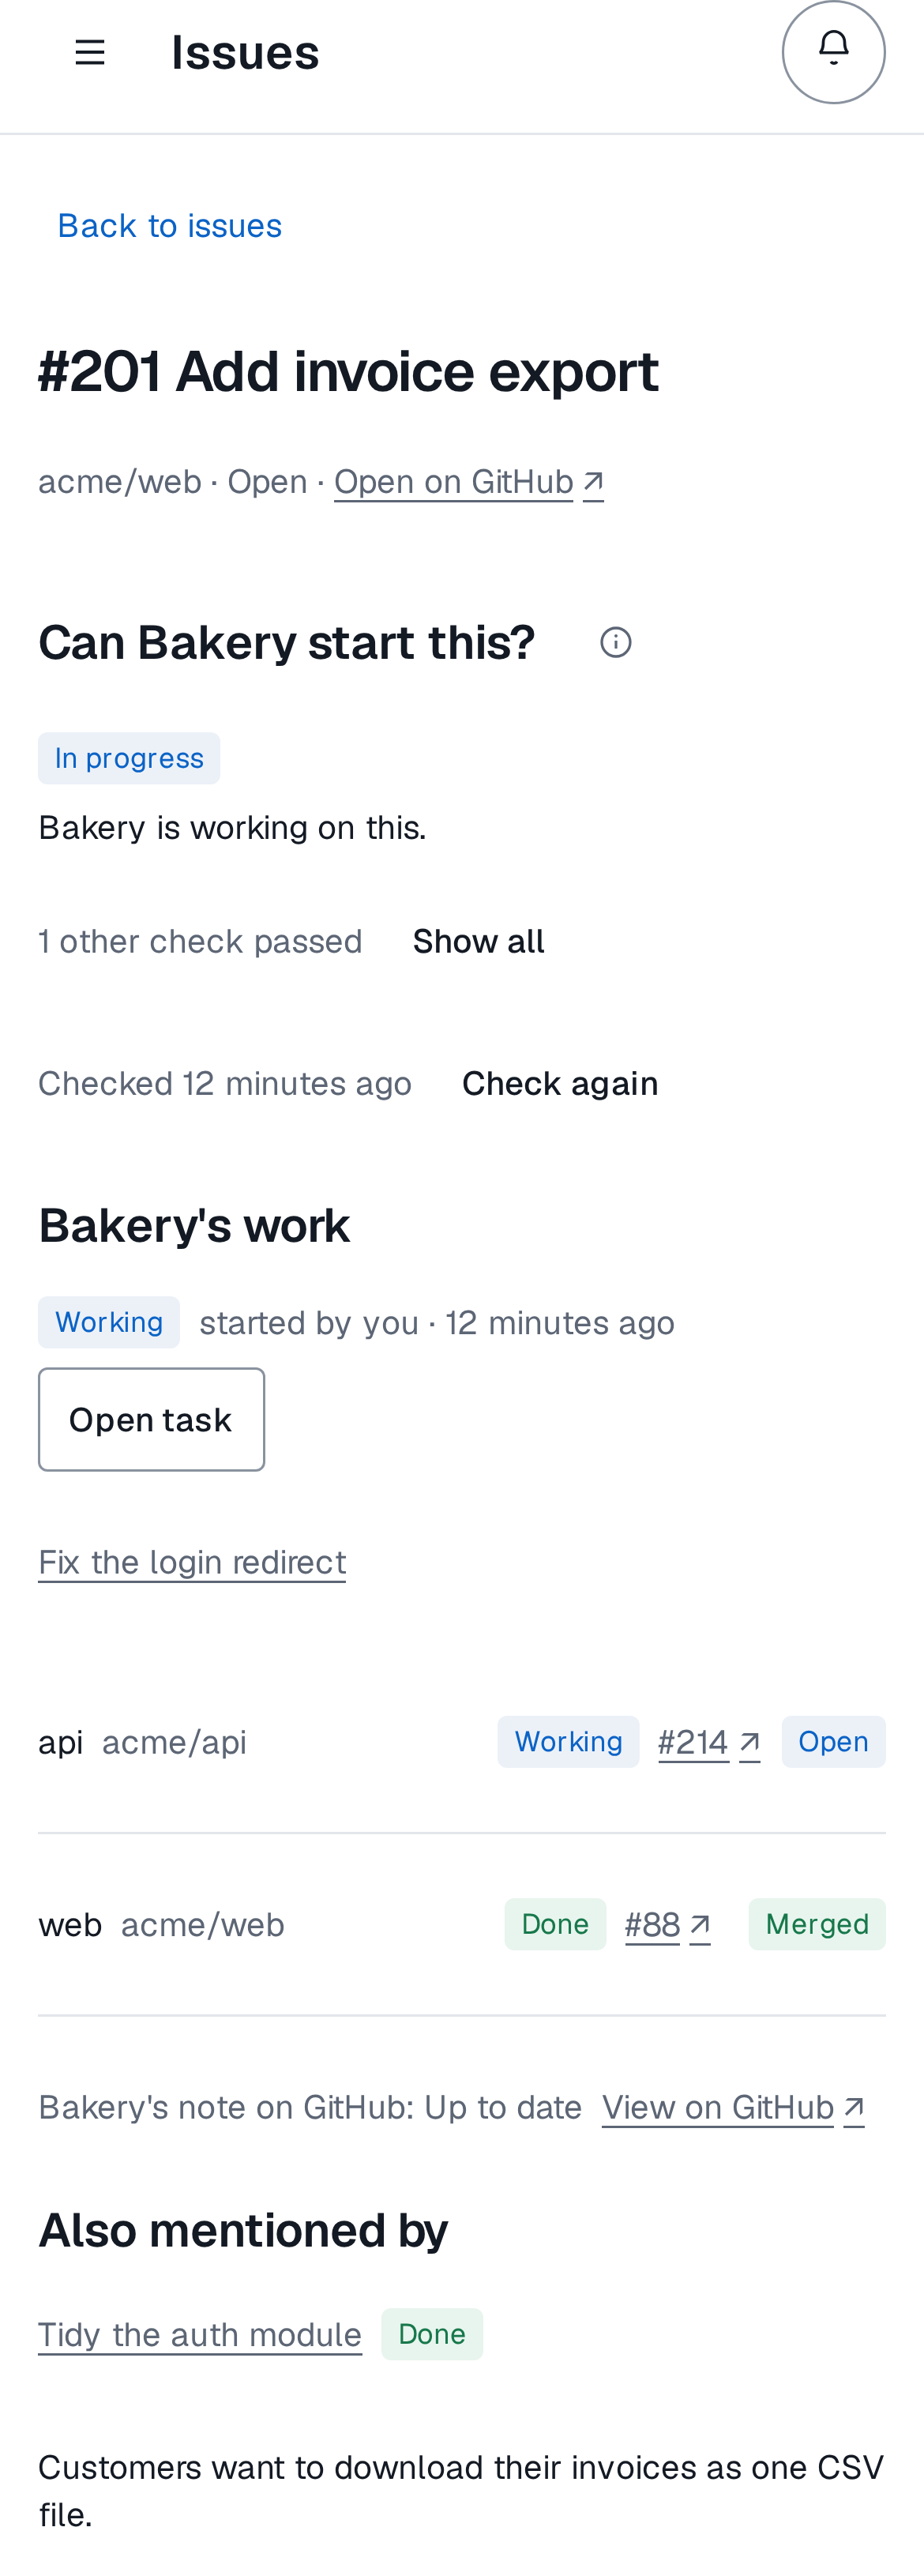 Issues
Back to issues
#201 Add invoice export
acme/web · Open · Open on GitHub ↗
Can Bakery start this?
In progress
Bakery is working on this.
1 other check passed Show all
Checked 12 minutes ago Check again
Bakery's work
Working started by you · 12 minutes ago
Open task
Fix the login redirect
api acme/api Working #214 ↗ Open
web acme/web Done #88 ↗ Merged
Bakery's note on GitHub: Up to date View on GitHub ↗
Also mentioned by
Tidy the auth module Done
Customers want to download their invoices as one CSV
file.